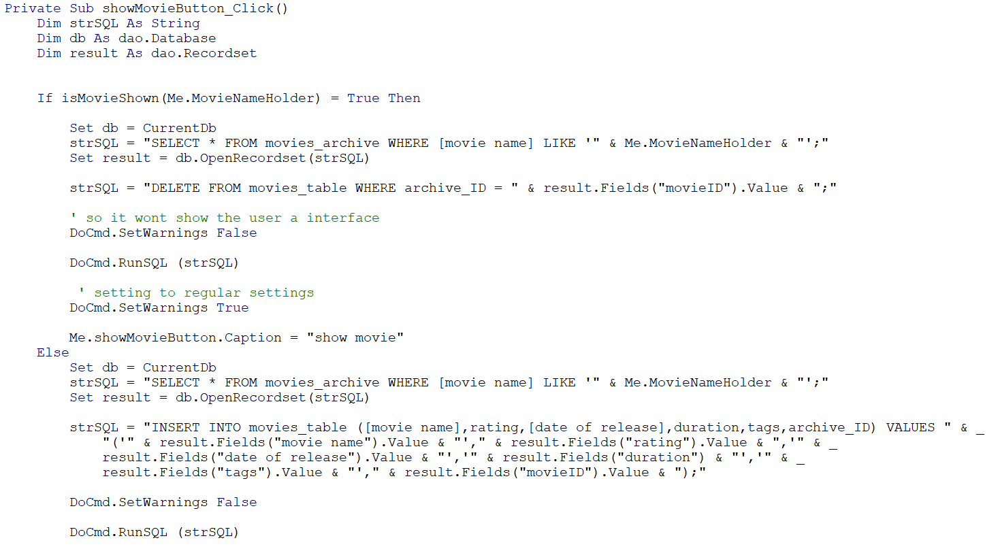 Private Sub showMovieButton_Click()
    Dim strSQL As String
    Dim db As dao.Database
    Dim result As dao.Recordset


    If isMovieShown(Me.MovieNameHolder) = True Then

        Set db = CurrentDb
        strSQL = "SELECT * FROM movies_archive WHERE [movie name] LIKE '" & Me.MovieNameHolder & "';"
        Set result = db.OpenRecordset(strSQL)

        strSQL = "DELETE FROM movies_table WHERE archive_ID = " & result.Fields("movieID").Value & ";"

        ' so it wont show the user a interface
        DoCmd.SetWarnings False

        DoCmd.RunSQL (strSQL)

         ' setting to regular settings
        DoCmd.SetWarnings True

        Me.showMovieButton.Caption = "show movie"
    Else
        Set db = CurrentDb
        strSQL = "SELECT * FROM movies_archive WHERE [movie name] LIKE '" & Me.MovieNameHolder & "';"
        Set result = db.OpenRecordset(strSQL)

        strSQL = "INSERT INTO movies_table ([movie name],rating,[date of release],duration,tags,archive_ID) VALUES " & _
            "('" & result.Fields("movie name").Value & "'," & result.Fields("rating").Value & ",'" & _
            result.Fields("date of release").Value & "','" & result.Fields("duration") & "','" & _
            result.Fields("tags").Value & "'," & result.Fields("movieID").Value & ");"

        DoCmd.SetWarnings False

        DoCmd.RunSQL (strSQL)